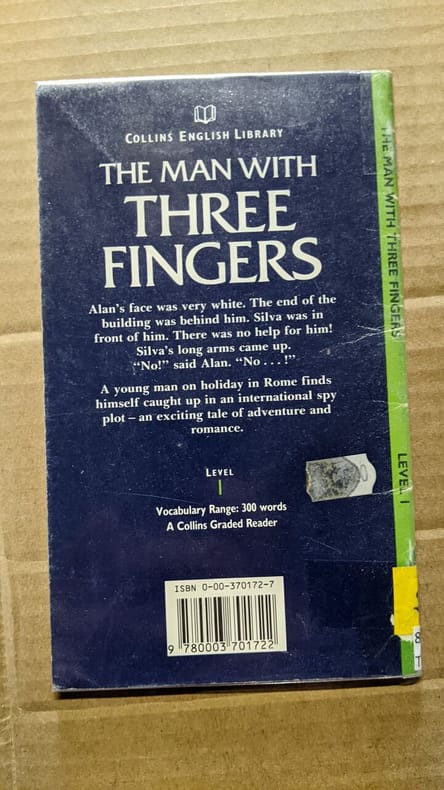 COLLINS ENGLISH LIBRARY
THE MAN WITH
THREE
FINGERS
Alan's face was very white. The end of the
building was behind him. Silva was in
front of him. There was no help for him!
Silva's long arms came up.
"No!" said Alan. "No . . . !"
A young man on holiday in Rome finds
himself caught up in an international spy
plot – an exciting tale of adventure and
romance.
LEVEL
1
Vocabulary Range: 300 words
A Collins Graded Reader
ISBN 0-00-370172-7
9 780003 701722
THE MAN WITH THREE FINGERS
LEVEL 1
8
T